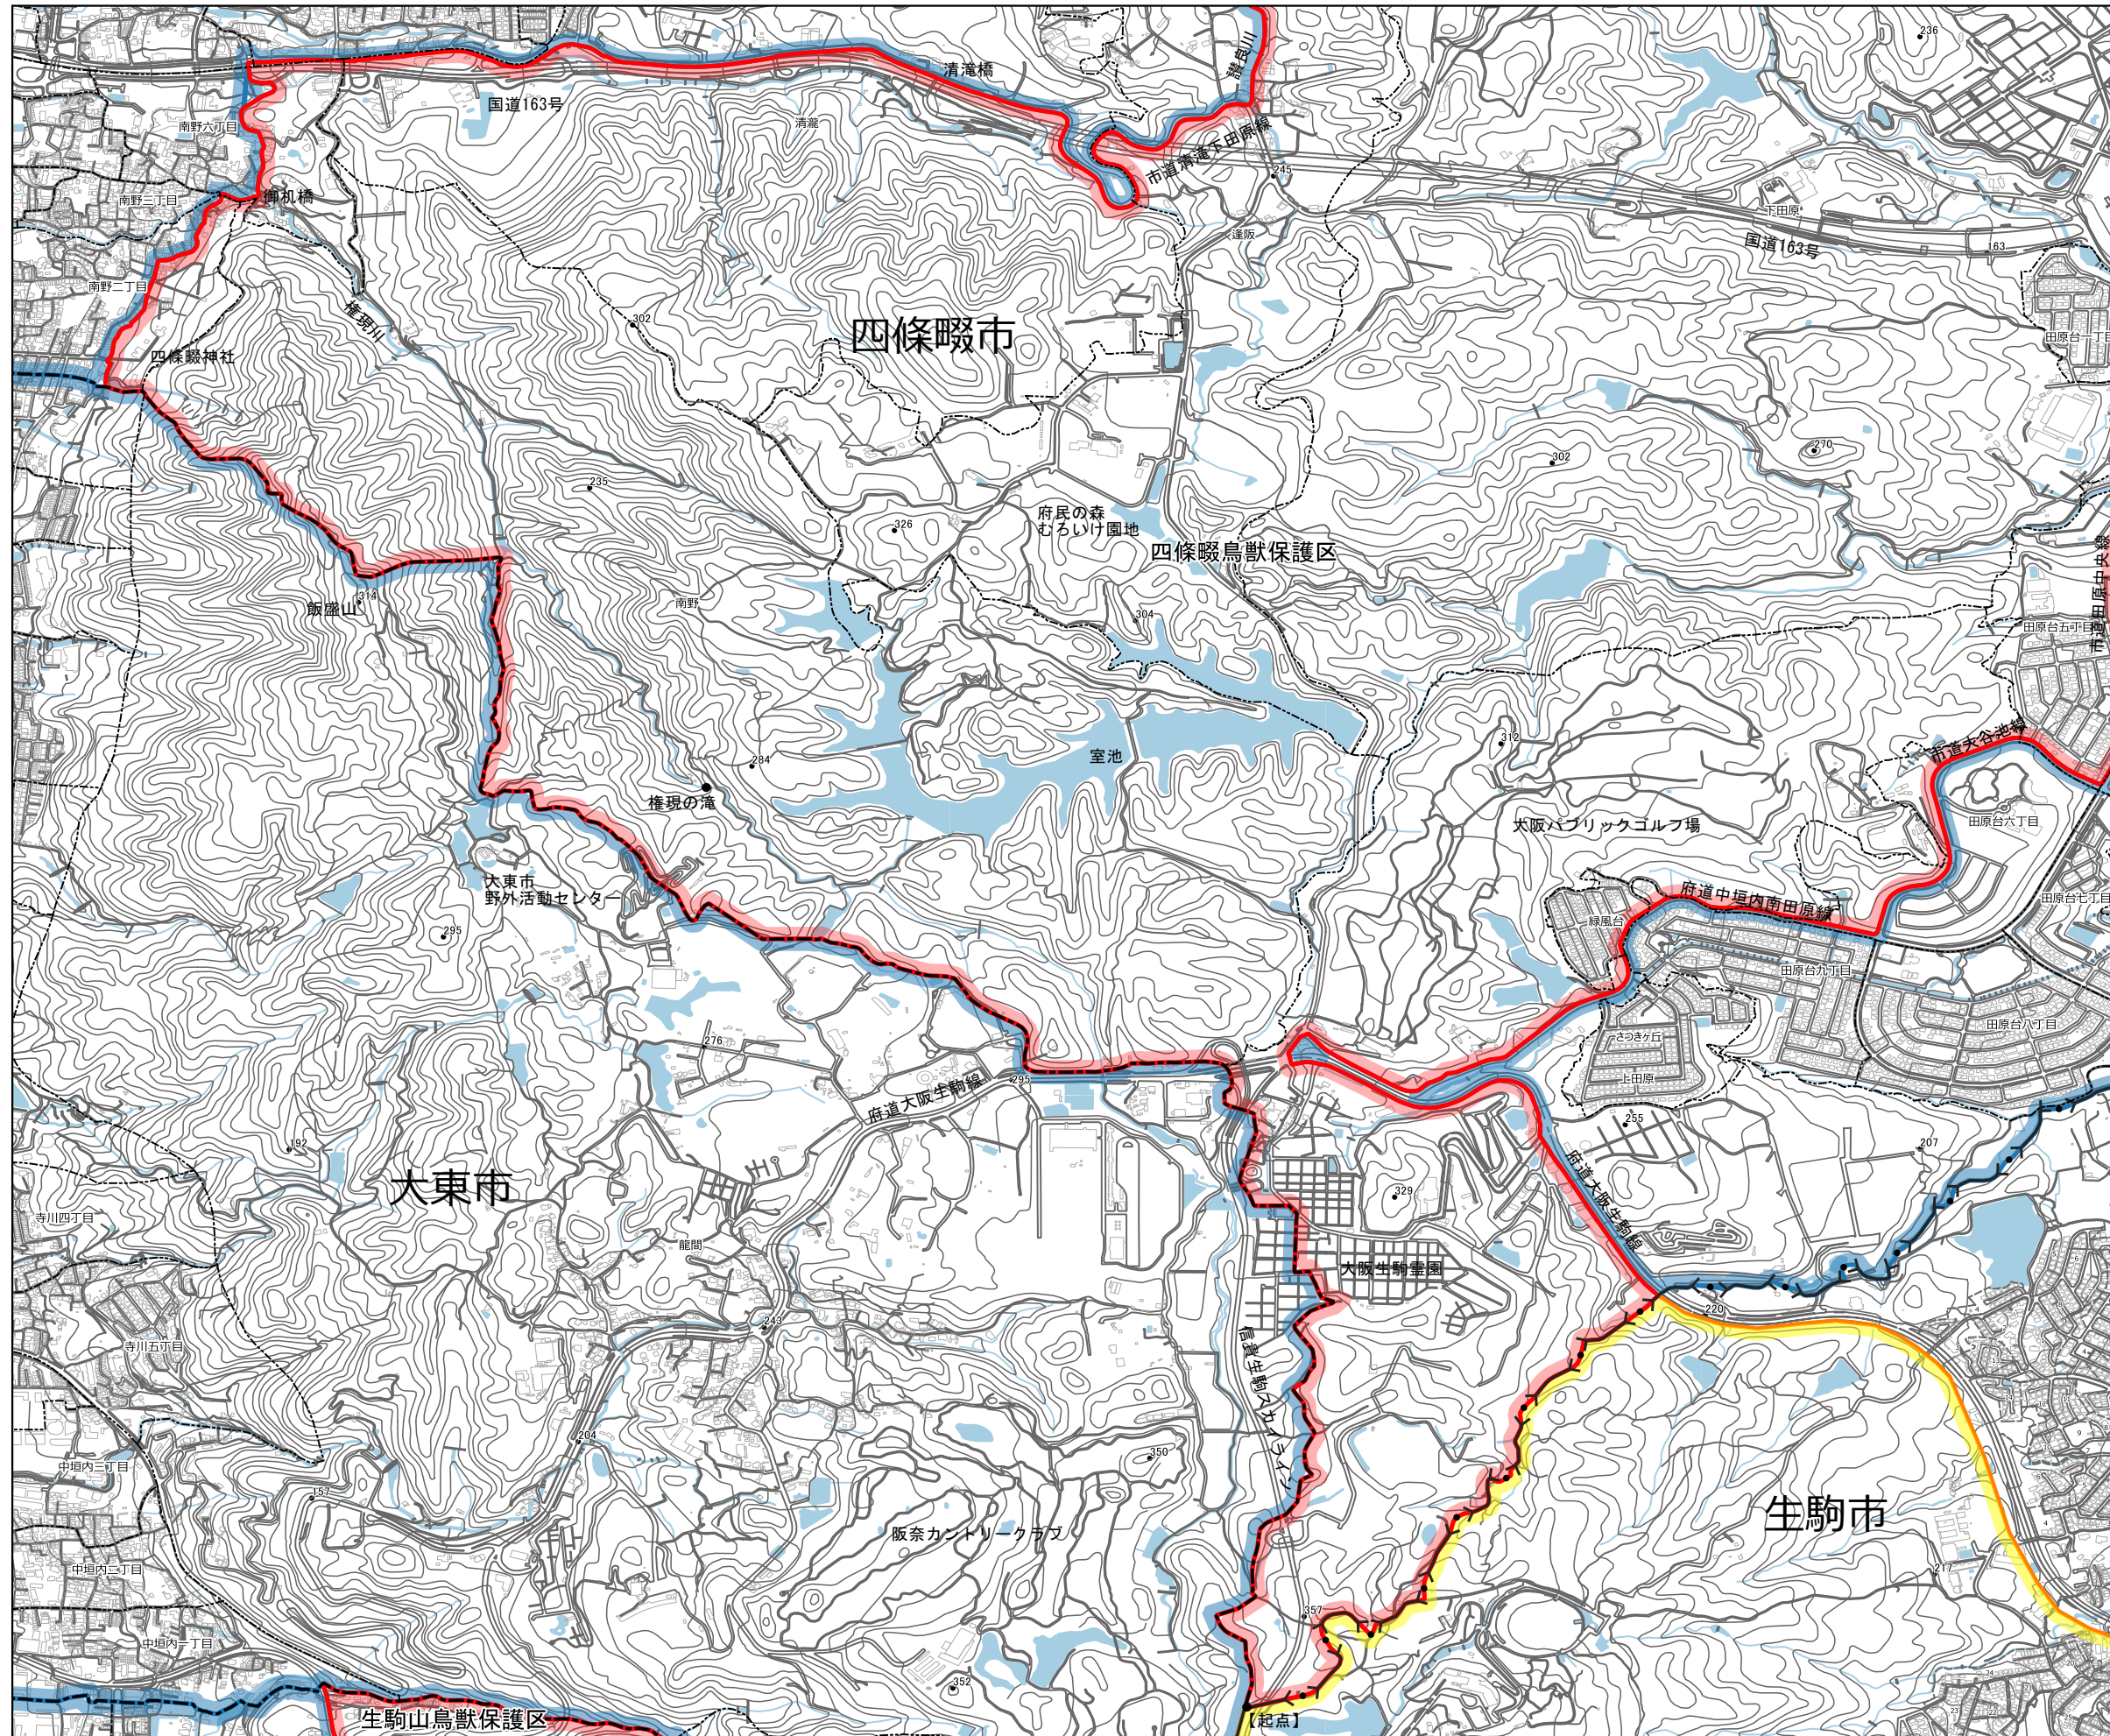 236
讃良川
清滝橋
国道163号
清瀧
南野六丁目
市道清滝下田原線
245
御机橋
南野三丁目
下田原
逢阪
国道163号
163
南野二丁目
権現川
302
四條畷市
田原台一丁目
四條畷神社
270
302
235
326
府民の森
むろいけ園地
四條畷鳥獣保護区
市道田原中央線
314
飯盛山
南野
304
田原台五丁目
312
市道大谷池線
室池
284
権現の滝
大阪パブリックゴルフ場
田原台六丁目
大東市
野外活動センター
府道中垣内南田原線
田原台七丁目
緑風台
295
田原台九丁目
田原台八丁目
276
さつきケ丘
295
上田原
府道大阪生駒線
255
192
207
府道大阪生駒線
大東市
329
寺川四丁目
龍間
大阪生駒霊園
220
243
信貴生駒スカイライン
寺川五丁目
204
350
中垣内三丁目
157
生駒市
阪奈カントリークラブ
中垣内二丁目
217
357
中垣内一丁目
352
生駒山鳥獣保護区
【起点】